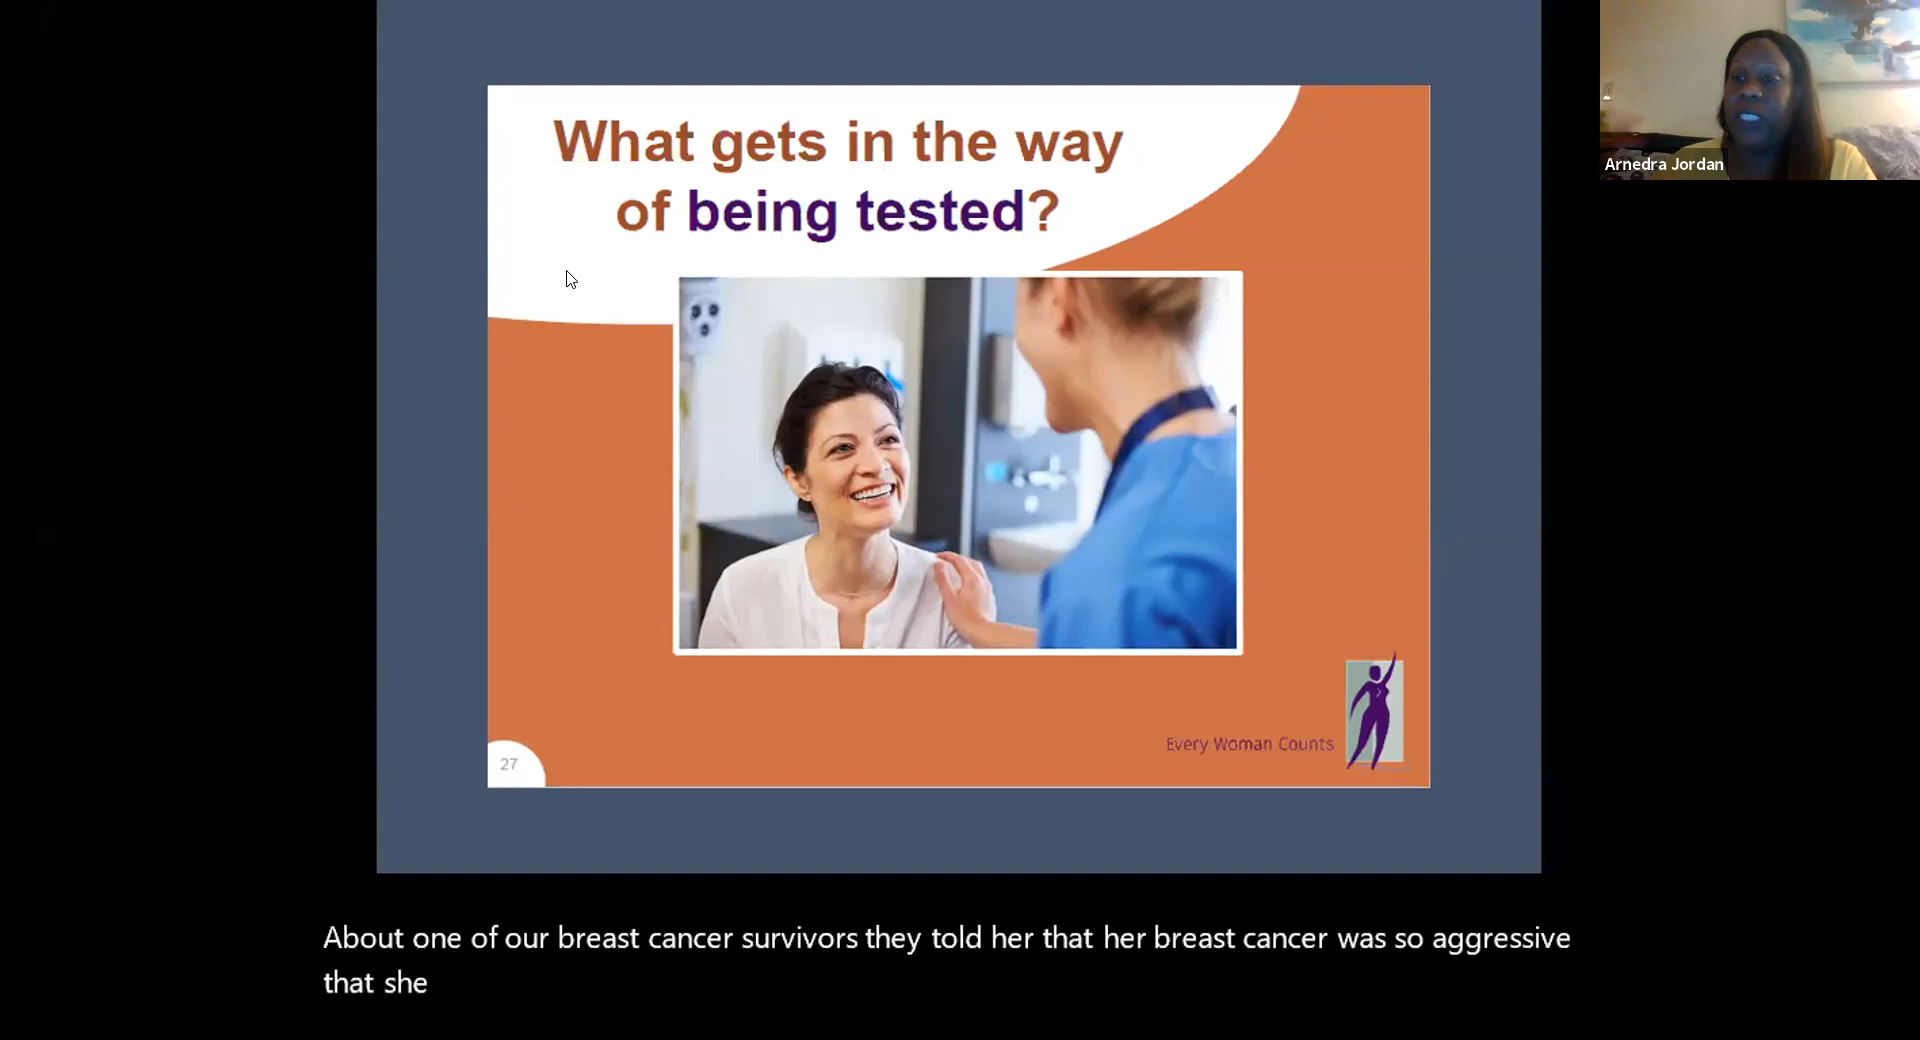 What gets in the way
of being tested?
Arnedra Jordan
Every Woman Counts
27
About one of our breast cancer survivors they told her that her breast cancer was so aggressive
that she